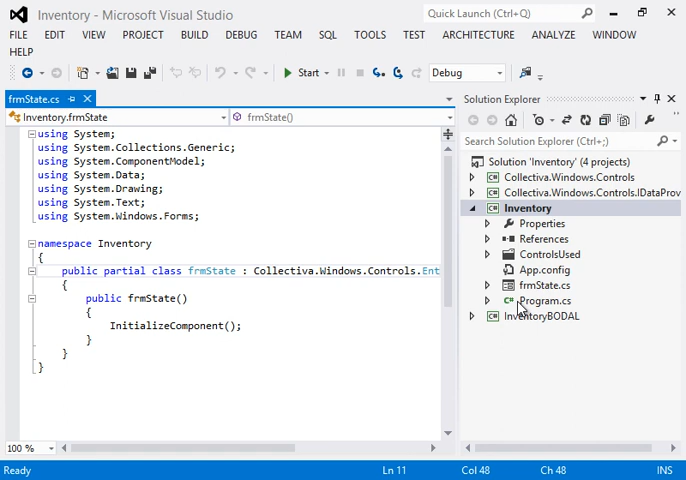 Inventory - Microsoft Visual Studio
Quick Launch (Ctrl+Q)
FILE EDIT VIEW PROJECT BUILD DEBUG TEAM SQL TOOLS TEST ARCHITECTURE ANALYZE WINDOW
HELP
Start Debug
frmState.cs
Inventory.frmState frmState()
using System;
using System.Collections.Generic;
using System.ComponentModel;
using System.Data;
using System.Drawing;
using System.Text;
using System.Windows.Forms;
namespace Inventory
{
public partial class frmState : Collectiva.Windows.Controls.Ent
{
public frmState()
{
InitializeComponent();
}
}
}
100 %
Solution Explorer
Search Solution Explorer (Ctrl+;)
Solution 'Inventory' (4 projects)
Collectiva.Windows.Controls
Collectiva.Windows.Controls.IDataProv
Inventory
Properties
References
ControlsUsed
App.config
frmState.cs
C# Program.cs
InventoryBODAL
Ready Ln 11 Col 48 Ch 48 INS